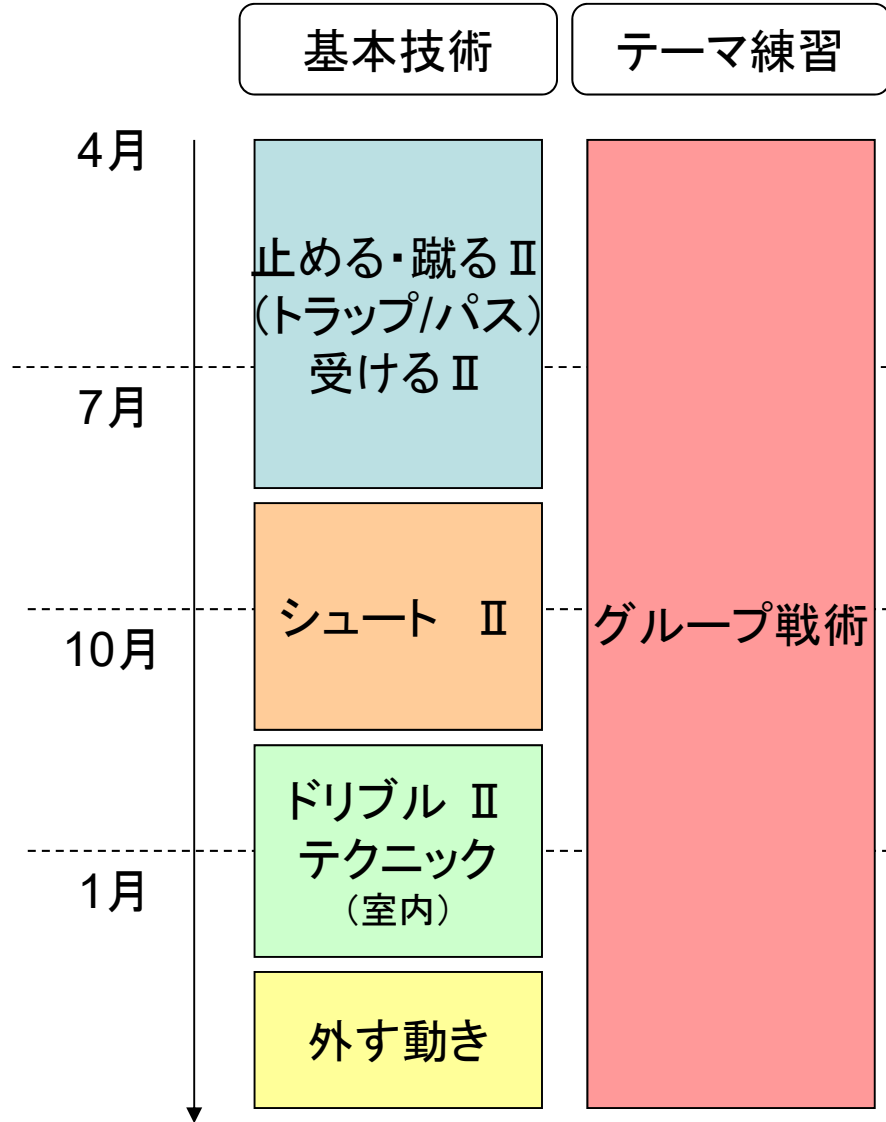 基本技術
テーマ練習
4月
止める・蹴るⅡ
（トラップ/パス）
受けるⅡ
7月
シュート　Ⅱ
グループ戦術
10月
ドリブル Ⅱ
テクニック
（室内）
1月
外す動き